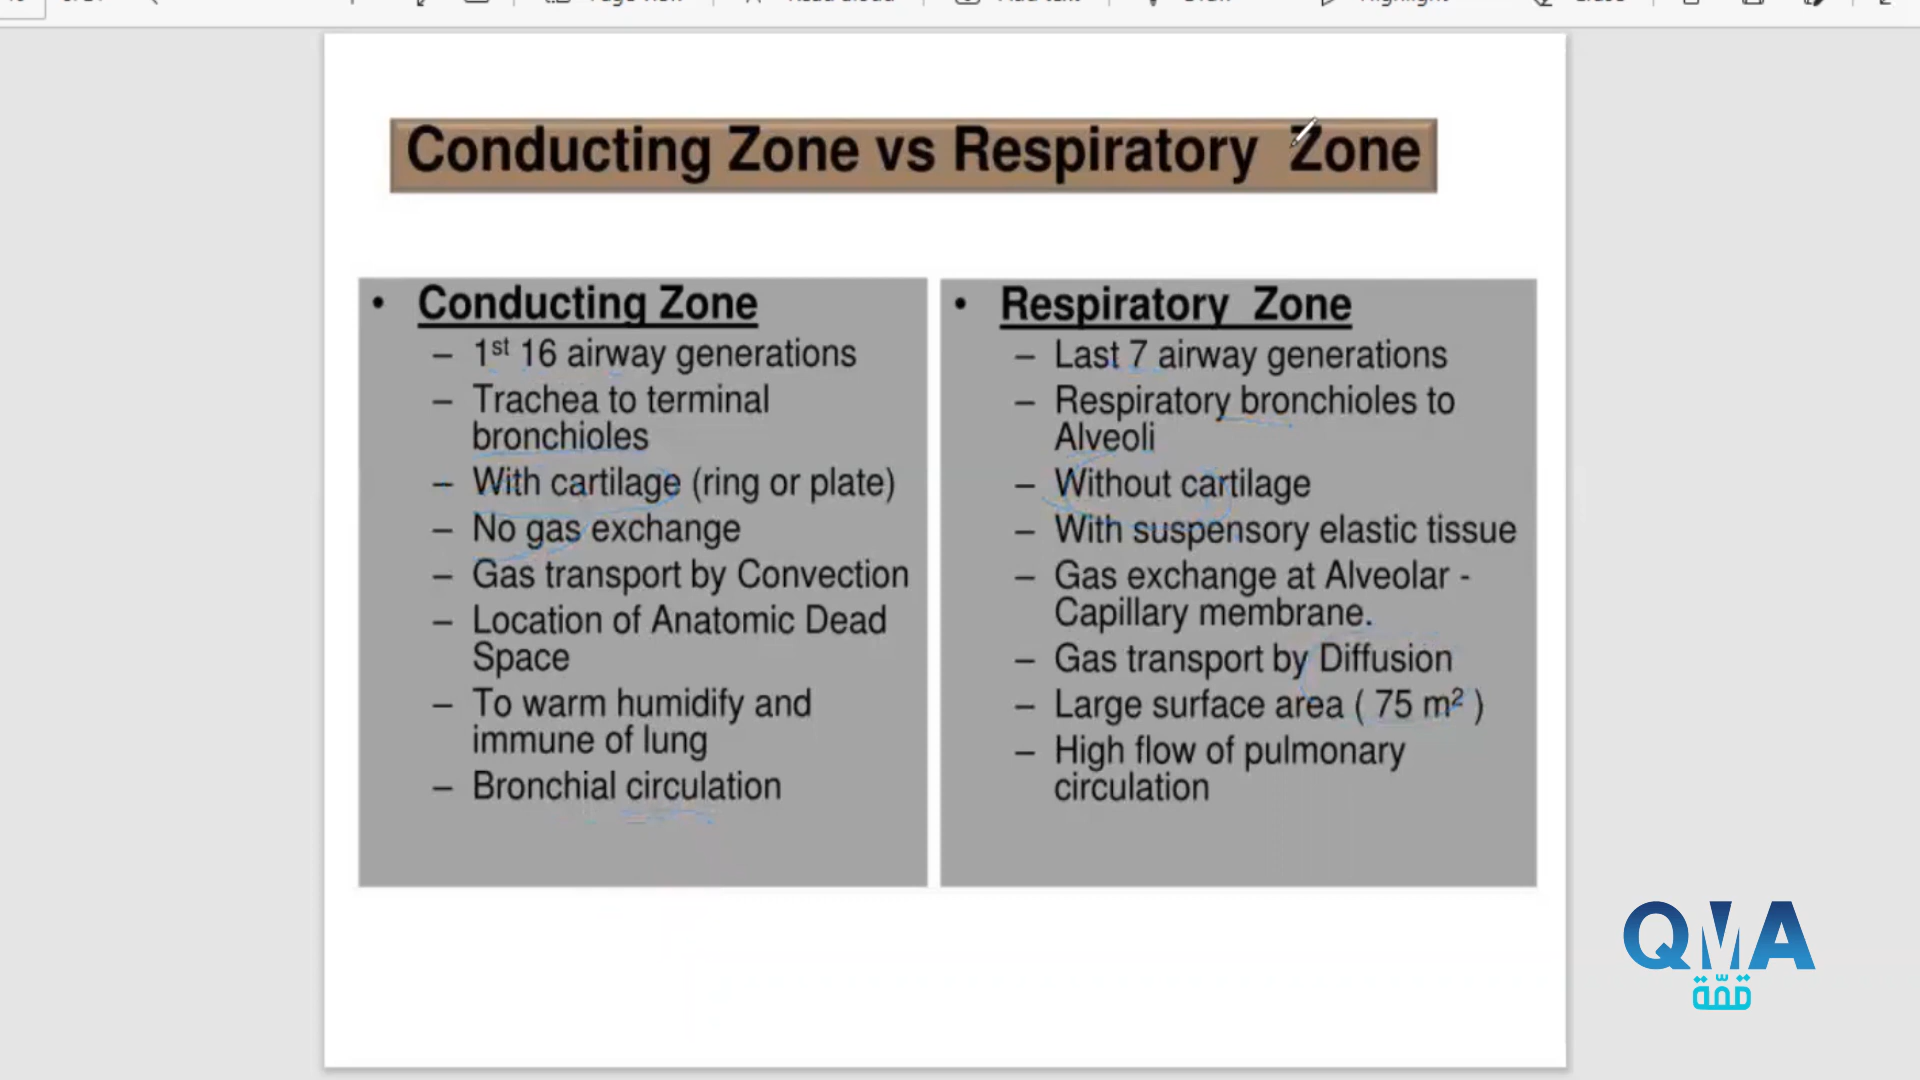 Conducting Zone vs Respiratory Zone
• Conducting Zone
– 1st 16 airway generations
– Trachea to terminal
bronchioles
– With cartilage (ring or plate)
– No gas exchange
– Gas transport by Convection
– Location of Anatomic Dead
Space
– To warm humidify and
immune of lung
– Bronchial circulation
• Respiratory Zone
– Last 7 airway generations
– Respiratory bronchioles to
Alveoli
– Without cartilage
– With suspensory elastic tissue
– Gas exchange at Alveolar -
Capillary membrane.
– Gas transport by Diffusion
– Large surface area ( 75 m² )
– High flow of pulmonary
circulation
QMA
قمّة